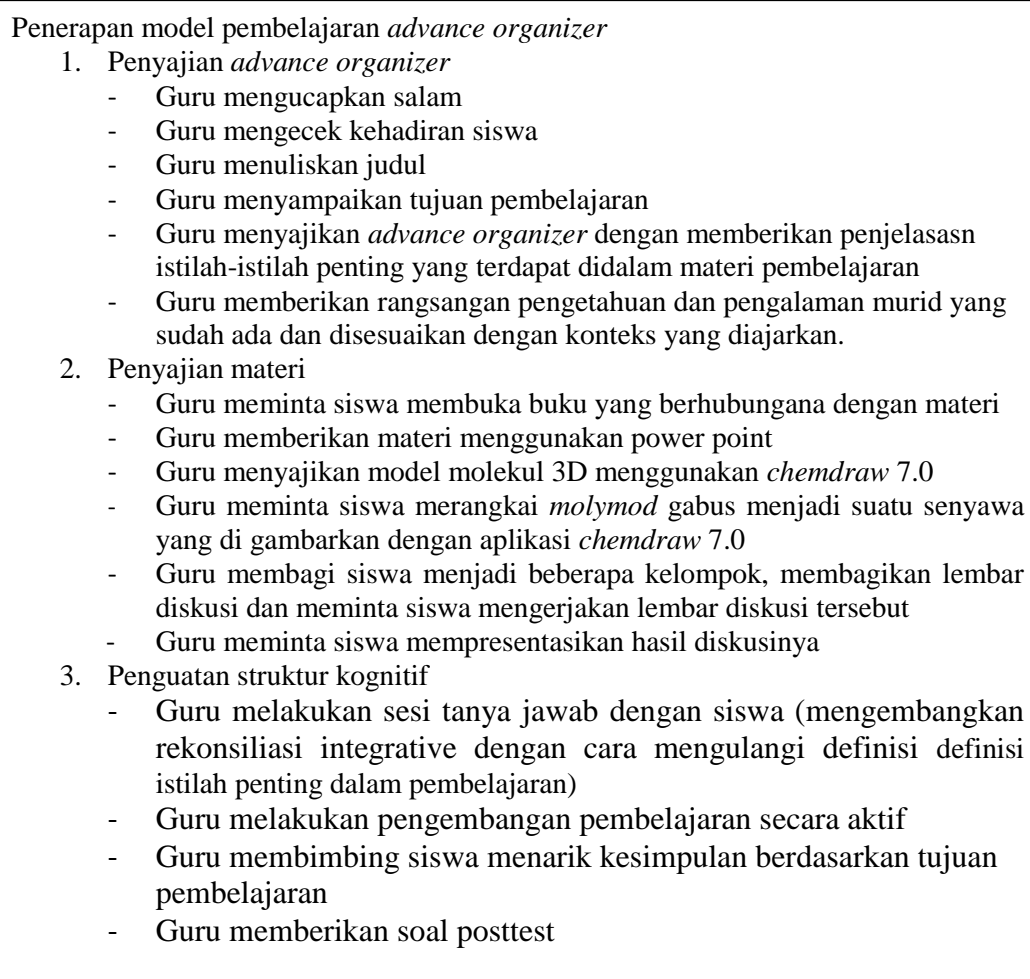 Penerapan model pembelajaran advance organizer
1. Penyajian advance organizer
- Guru mengucapkan salam
- Guru mengecek kehadiran siswa
- Guru menuliskan judul
- Guru menyampaikan tujuan pembelajaran
- Guru menyajikan advance organizer dengan memberikan penjelasasn
istilah-istilah penting yang terdapat didalam materi pembelajaran
- Guru memberikan rangsangan pengetahuan dan pengalaman murid yang
sudah ada dan disesuaikan dengan konteks yang diajarkan.
2. Penyajian materi
- Guru meminta siswa membuka buku yang berhubungana dengan materi
- Guru memberikan materi menggunakan power point
- Guru menyajikan model molekul 3D menggunakan chemdraw 7.0
- Guru meminta siswa merangkai molymod gabus menjadi suatu senyawa
yang di gambarkan dengan aplikasi chemdraw 7.0
- Guru membagi siswa menjadi beberapa kelompok, membagikan lembar
diskusi dan meminta siswa mengerjakan lembar diskusi tersebut
- Guru meminta siswa mempresentasikan hasil diskusinya
3. Penguatan struktur kognitif
- Guru melakukan sesi tanya jawab dengan siswa (mengembangkan
rekonsiliasi integrative dengan cara mengulangi definisi definisi
istilah penting dalam pembelajaran)
- Guru melakukan pengembangan pembelajaran secara aktif
- Guru membimbing siswa menarik kesimpulan berdasarkan tujuan
pembelajaran
- Guru memberikan soal posttest